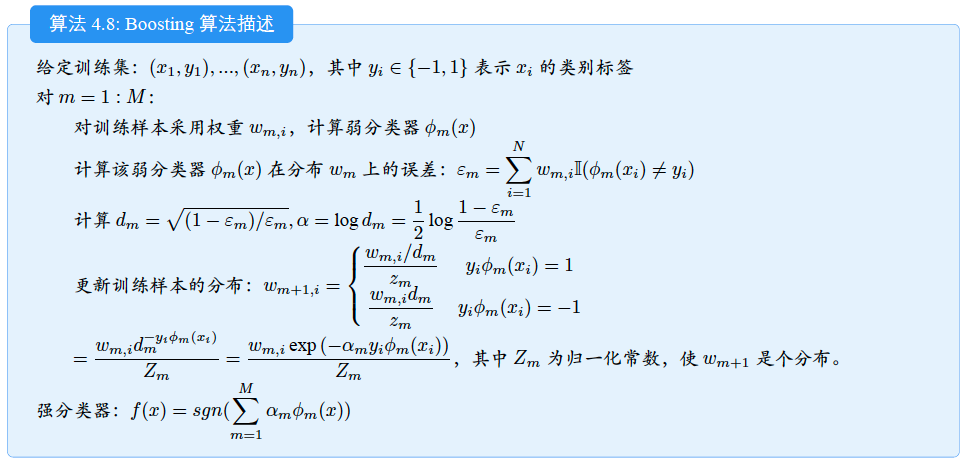 算法 4.8: Boosting 算法描述
给定训练集：$(x_1, y_1), ..., (x_n, y_n)$，其中 $y_i \in \{-1, 1\}$ 表示 $x_i$ 的类别标签
对 $m = 1 : M$：
对训练样本采用权重 $w_{m,i}$，计算弱分类器 $\phi_m(x)$
计算该弱分类器 $\phi_m(x)$ 在分布 $w_m$ 上的误差：$\varepsilon_m = \sum_{i=1}^{N} w_{m,i} \mathbb{I}(\phi_m(x_i) \neq y_i)$
计算 $d_m = \sqrt{(1 - \varepsilon_m)/\varepsilon_m}, \alpha = \log d_m = \frac{1}{2} \log \frac{1 - \varepsilon_m}{\varepsilon_m}$
更新训练样本的分布：$w_{m+1,i} = \begin{cases} \frac{w_{m,i}/d_m}{z_m} & y_i\phi_m(x_i) = 1 \\ \frac{w_{m,i}d_m}{z_m} & y_i\phi_m(x_i) = -1 \end{cases}$
$= \frac{w_{m,i}d_m^{-y_i\phi_m(x_i)}}{Z_m} = \frac{w_{m,i}\exp(-\alpha_m y_i\phi_m(x_i))}{Z_m}$，其中 $Z_m$ 为归一化常数，使 $w_{m+1}$ 是个分布。
强分类器：$f(x) = sgn(\sum_{m=1}^{M} \alpha_m\phi_m(x))$